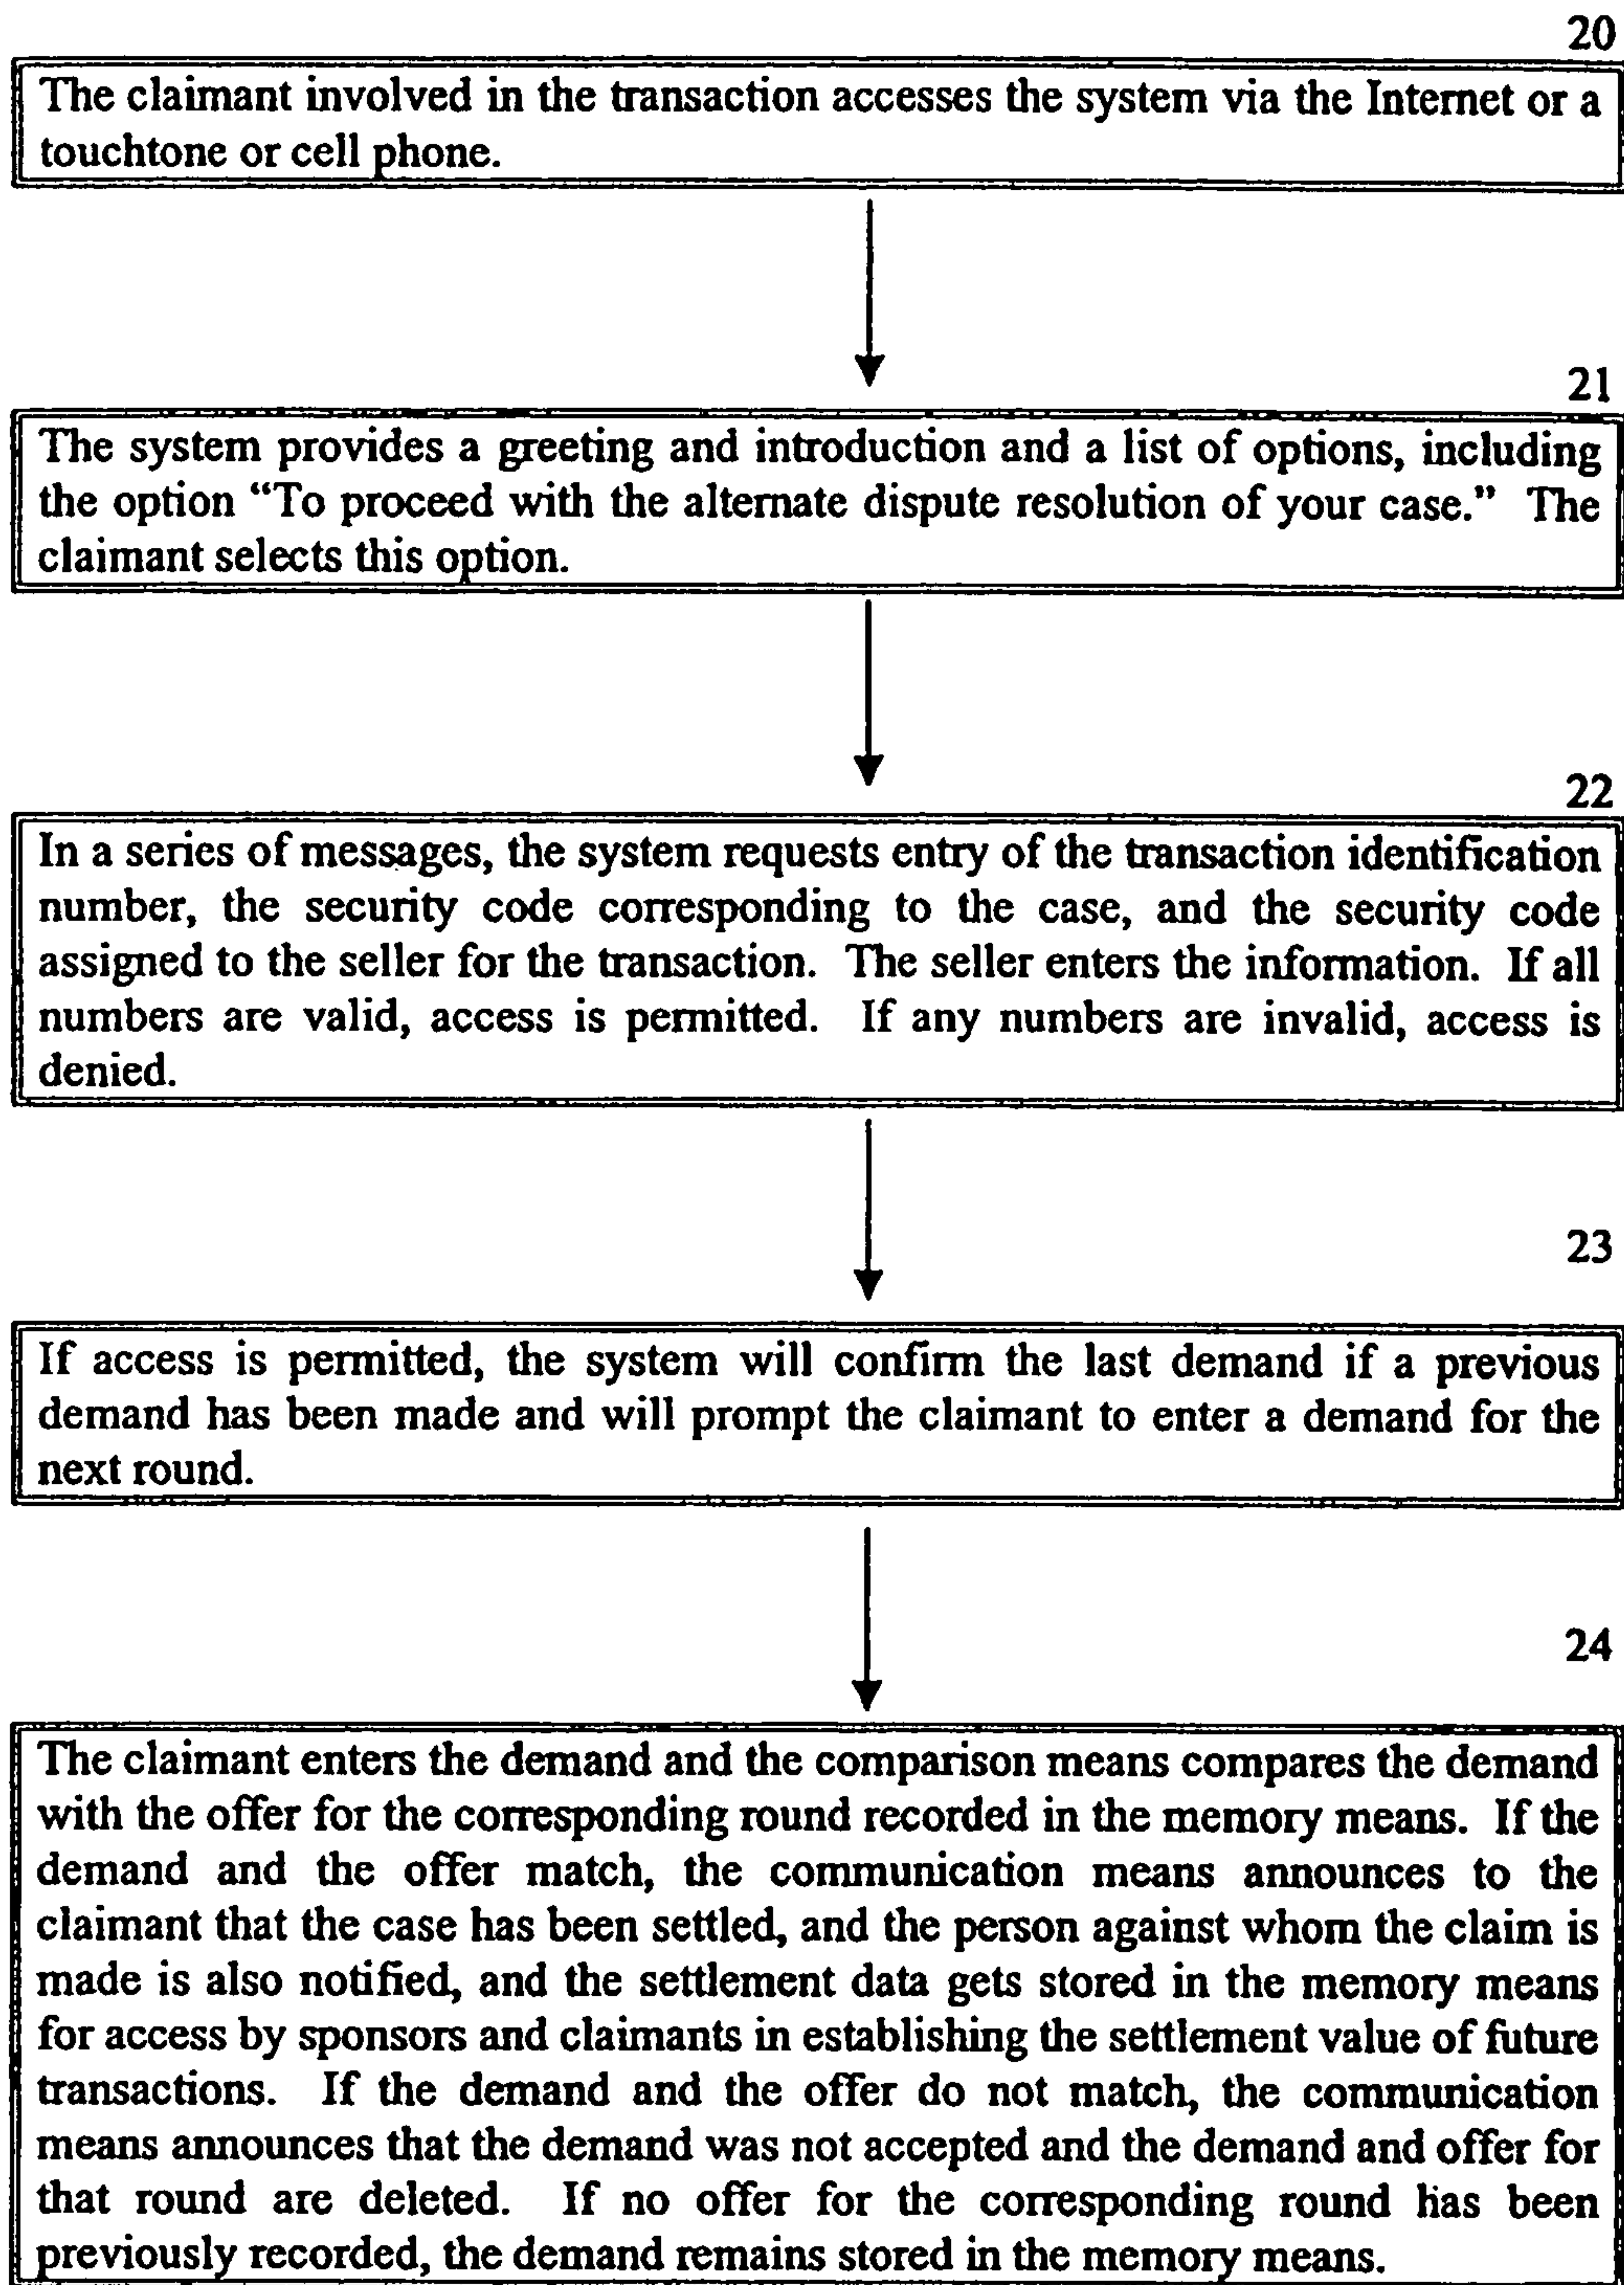 20
The claimant involved in the transaction accesses the system via the Internet or a
touchtone or cell phone.
21
The system provides a greeting and introduction and a list of options, including
the option “To proceed with the alternate dispute resolution of your case.” The
claimant selects this option.
22
In a series of messages, the system requests entry of the transaction identification
number, the security code corresponding to the case, and the security code
assigned to the seller for the transaction. The seller enters the information. If all
numbers are valid, access is permitted. If any numbers are invalid, access is
denied.
23
If access is permitted, the system will confirm the last demand if a previous
demand has been made and will prompt the claimant to enter a demand for the
next round.
24
The claimant enters the demand and the comparison means compares the demand
with the offer for the corresponding round recorded in the memory means. If the
demand and the offer match, the communication means announces to the
claimant that the case has been settled, and the person against whom the claim is
made is also notified, and the settlement data gets stored in the memory means
for access by sponsors and claimants in establishing the settlement value of future
transactions. If the demand and the offer do not match, the communication
means announces that the demand was not accepted and the demand and offer for
that round are deleted. If no offer for the corresponding round has been
previously recorded, the demand remains stored in the memory means.